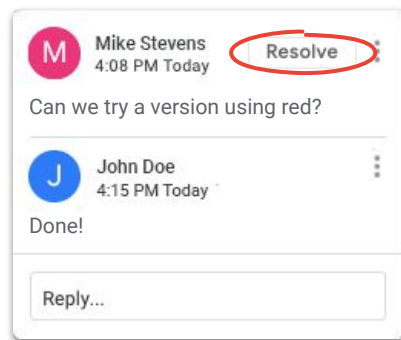 M
Mike Stevens
4:08 PM Today
Resolve
Can we try a version using red?
J
John Doe
4:15 PM Today
Done!
Reply...